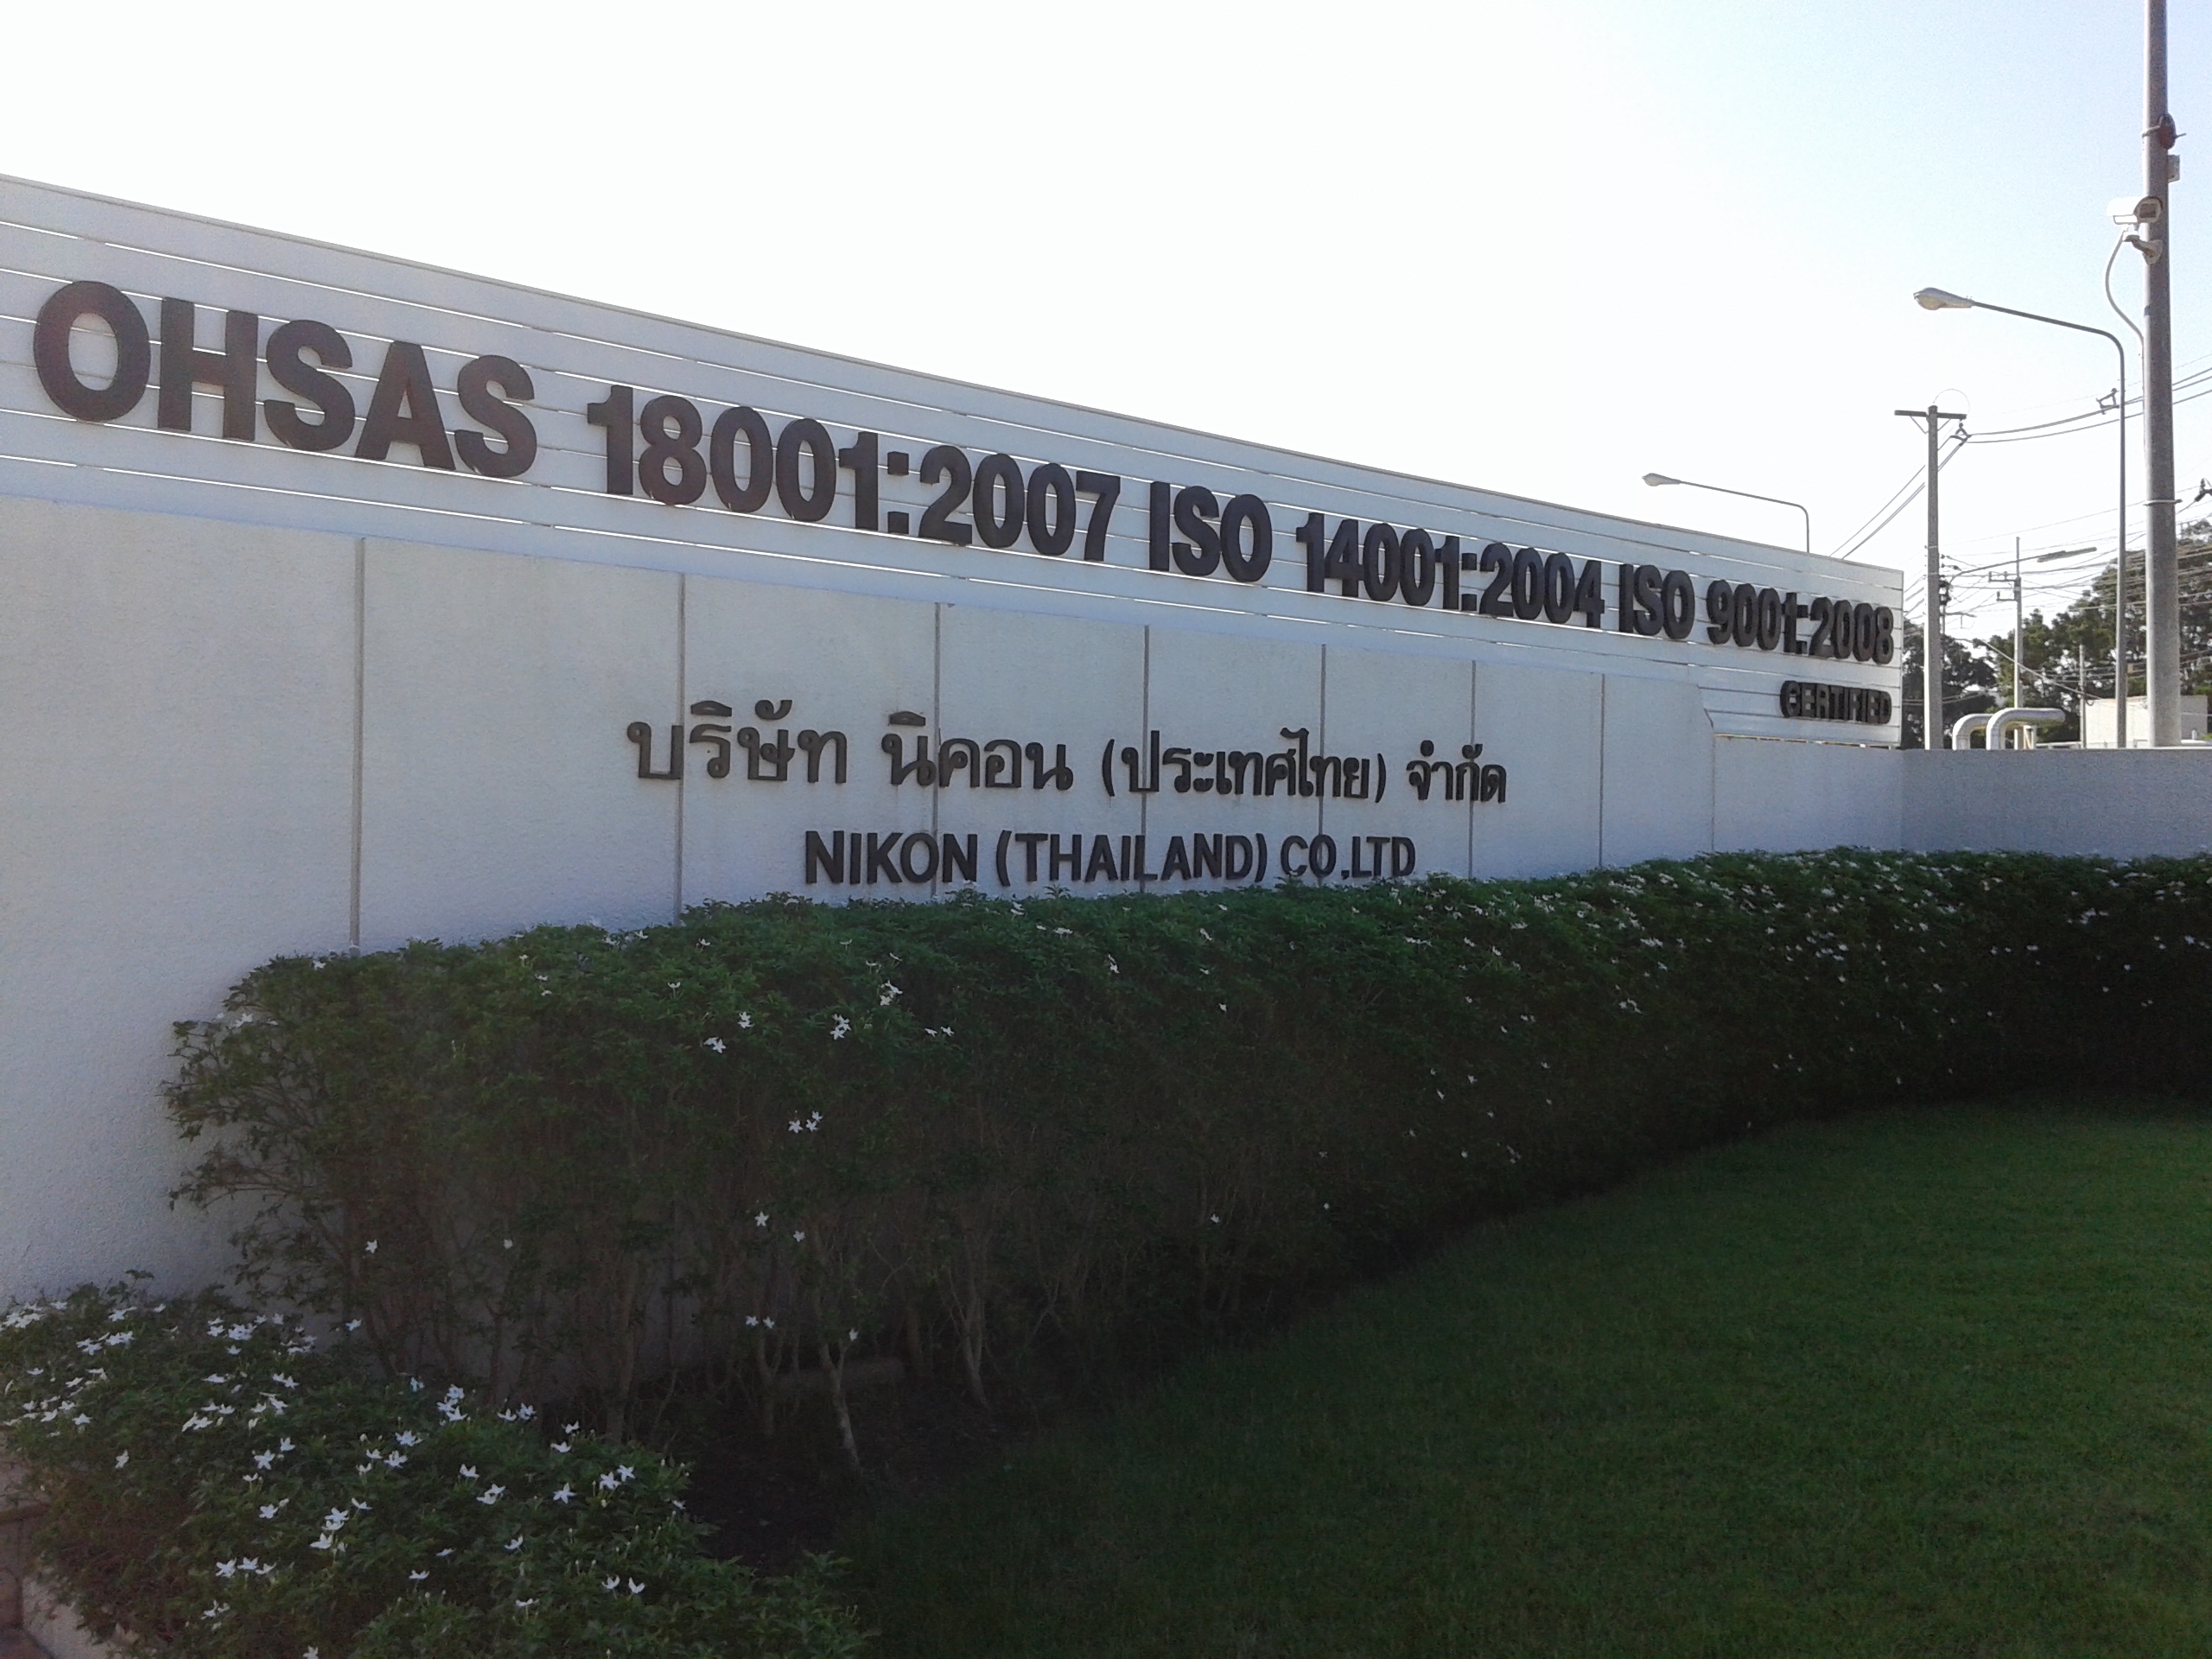 OHSAS 18001:2007 ISO 14001:2004 ISO 9001:2008
CERTIFIED
บริษัท นิคอน (ประเทศไทย) จำกัด
NIKON (THAILAND) CO.,LTD